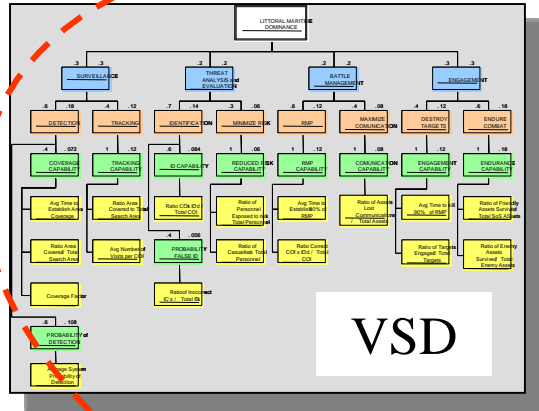 LITTORAL MARITIME
DOMINANCE
.3 .3 .2 .2 .2 .2 .3 .3
SURVEILLANCE
THREAT
ANALYSIS and
EVALUATION
BATTLE
MANAGEMENT
ENGAGEMENT
.6 .18 .4 .12 .7 .14 .3 .06 .6 .12 .4 .08 .4 .12 .6 .18
DETECTION
TRACKING
IDENTIFICATION
MINIMIZE RISK
RMP
MAXIMIZE
COMUNICATION
DESTROY
TARGETS
ENDURE
COMBAT
.4 .072 1 .12 .6 .084 1 .06 1 .12 1 .08 1 .12 1 .18
COVERAGE
CAPABILITY
TRACKING
CAPABILITY
ID CAPABILITY
REDUCED RISK
CAPABILITY
RMP
CAPABILITY
COMUNICATION
CAPABILITY
ENGAGEMENT
CAPABILITY
ENDURANCE
CAPABILITY
Avg Time to
Establish Area
Coverage
Ratio Area
Covered to Total
Search Area
Ratio COI IDd /
Total COI
Ratio of
Personnel
Exposed to risk
Total Personnel
Avg Time to
Establish 80% of
RMP
Ratio of Assets
Lost
Communications
/ Total Assets
Avg Time to kill
80% of RMP
Ratio of Friendly
Assets Survived
Total SoS ASsets
Ratio Area
Covered Total
Search Area
Avg Number of
Visits per COI
.4 .056
PROBABILITY
FALSE ID
Ratio of
Casualties Total
Personnel
Ratio Correct
COI s IDd / Total
COI
Ratio of Targets
Engaged Total
Targets
Ratio of Enemy
Assets
Survived Total
Enemy Assets
Coverage Factor
Ratio of Inncorrect
ID's / Total IDs
.6 .108
PROBABILITY of
DETECTION
Average System
Probability of
Detection
VSD